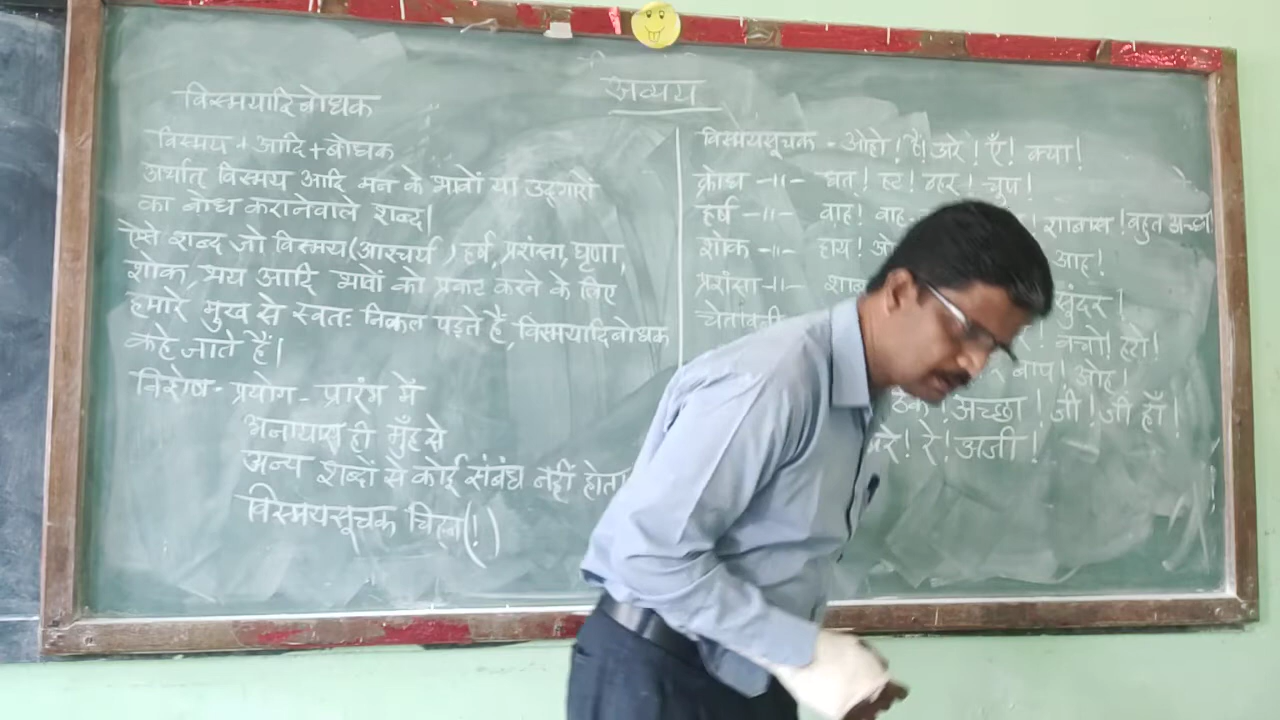 अव्यय
विस्मयादिबोधक
विस्मय + आदि + बोधक
अर्थात् विस्मय आदि मन के भावों या उद्गारों
का बोध करानेवाले शब्द।
ऐसे शब्द जो विस्मय (आश्चर्य), हर्ष, प्रशंसा, घृणा,
शोक, भय आदि भावों को प्रकट करने के लिए
हमारे मुख से स्वतः निकल पड़ते हैं, विस्मयादिबोधक
कहे जाते हैं।
विशेष - प्रयोग - प्रारंभ में
अनायास ही मुँह से
अन्य शब्दों से कोई संबंध नहीं होता
विस्मयसूचक चिह्न (!)
विस्मयसूचक - ओहो! हैं! अरे! ऐं! क्या!
क्रोध -॥- धत्! हट! चुप!
हर्ष -॥- वाह! वाह शाबास! बहुत अच्छा
शोक -॥- हाय! आह!
प्रशंसा -॥- सुंदर!
चेतावनी बचो! हटो!
बाप! ओह!
ठीक! अच्छा! जी! जी हाँ!
रे! अजी!